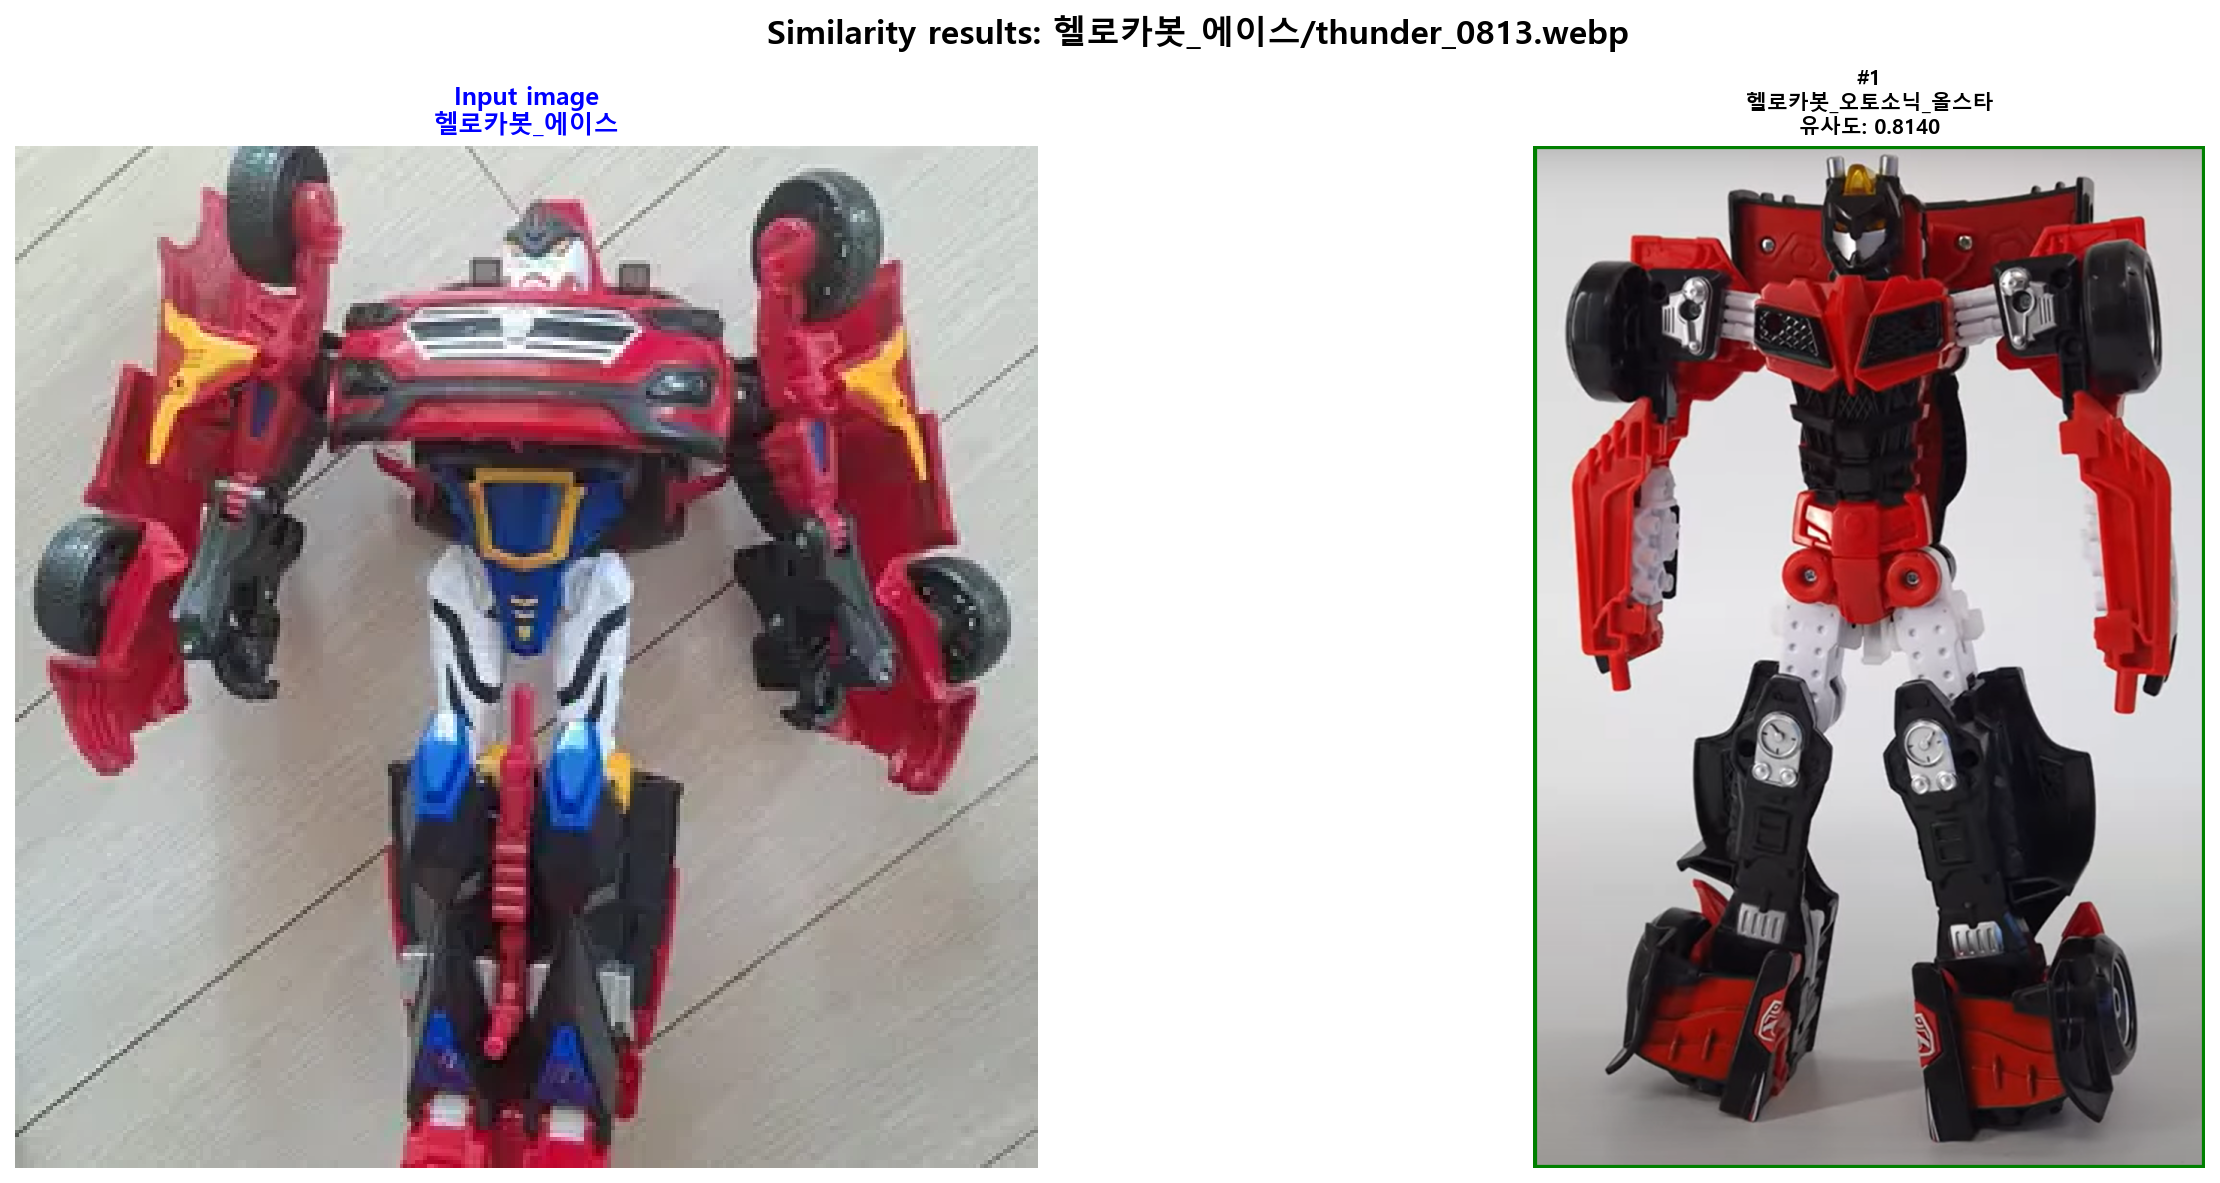 Similarity results: 헬로카봇_에이스/thunder_0813.webp
Input image
헬로카봇_에이스
#1
헬로카봇_오토소닉_올스타
유사도: 0.8140